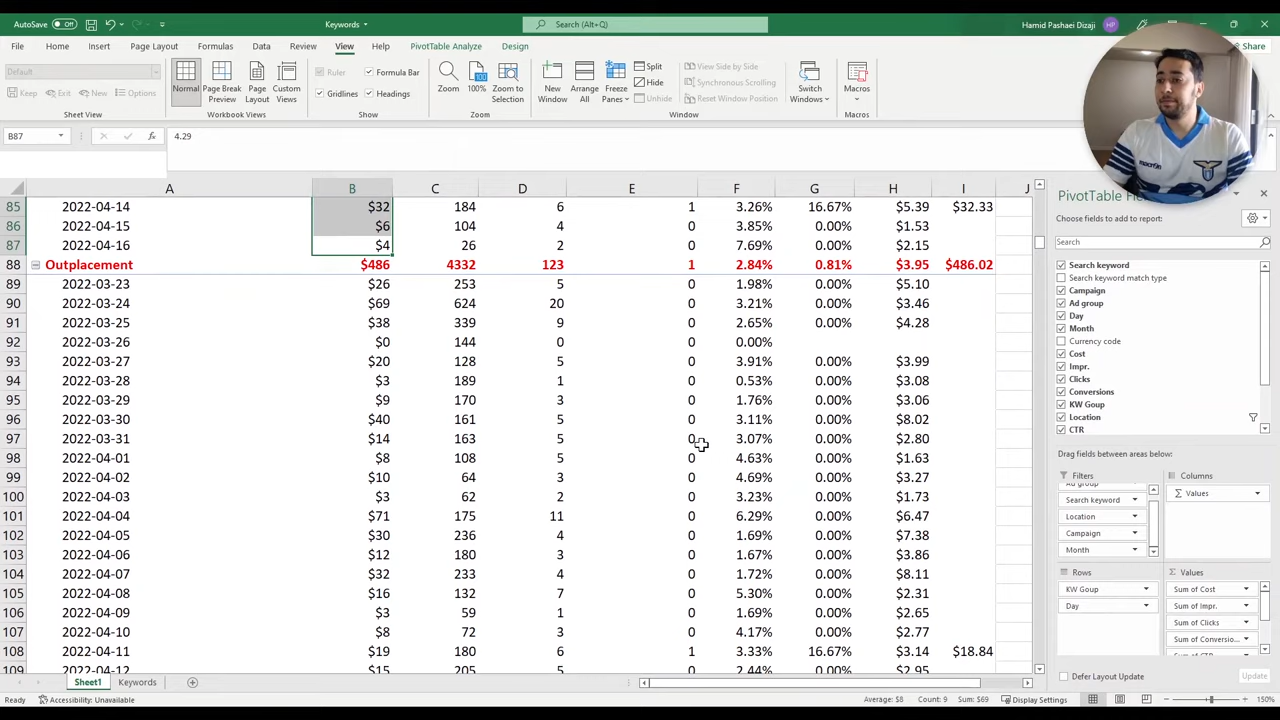 AutoSave Off Keywords Search (Alt+Q) Hamid Pashaei Dizaji HP
File Home Insert Page Layout Formulas Data Review View Help PivotTable Analyze Design Share
Default
Keep Exit New Options
Sheet View
Normal Page Break Preview Page Layout Custom Views
Workbook Views
Ruler Formula Bar
Gridlines Headings
Show
Zoom 100% Zoom to Selection
Zoom
New Window Arrange All Freeze Panes
Split
Hide
Unhide
View Side by Side
Synchronous Scrolling
Reset Window Position
Window
Switch Windows
Macros
Macros
B87 fx 4.29
A B C D E F G H I J
85 2022-04-14 $32 184 6 1 3.26% 16.67% $5.39 $32.33
86 2022-04-15 $6 104 4 0 3.85% 0.00% $1.53
87 2022-04-16 $4 26 2 0 7.69% 0.00% $2.15
88 Outplacement $486 4332 123 1 2.84% 0.81% $3.95 $486.02
89 2022-03-23 $26 253 5 0 1.98% 0.00% $5.10
90 2022-03-24 $69 624 20 0 3.21% 0.00% $3.46
91 2022-03-25 $38 339 9 0 2.65% 0.00% $4.28
92 2022-03-26 $0 144 0 0 0.00%
93 2022-03-27 $20 128 5 0 3.91% 0.00% $3.99
94 2022-03-28 $3 189 1 0 0.53% 0.00% $3.08
95 2022-03-29 $9 170 3 0 1.76% 0.00% $3.06
96 2022-03-30 $40 161 5 0 3.11% 0.00% $8.02
97 2022-03-31 $14 163 5 0 3.07% 0.00% $2.80
98 2022-04-01 $8 108 5 0 4.63% 0.00% $1.63
99 2022-04-02 $10 64 3 0 4.69% 0.00% $3.27
100 2022-04-03 $3 62 2 0 3.23% 0.00% $1.73
101 2022-04-04 $71 175 11 0 6.29% 0.00% $6.47
102 2022-04-05 $30 236 4 0 1.69% 0.00% $7.38
103 2022-04-06 $12 180 3 0 1.67% 0.00% $3.86
104 2022-04-07 $32 233 4 0 1.72% 0.00% $8.11
105 2022-04-08 $16 132 7 0 5.30% 0.00% $2.31
106 2022-04-09 $3 59 1 0 1.69% 0.00% $2.65
107 2022-04-10 $8 72 3 0 4.17% 0.00% $2.77
108 2022-04-11 $19 180 6 1 3.33% 16.67% $3.14 $18.84
109 2022-04-12 $15 205 5 0 2.44% 0.00% $2.95
macron
PivotTable
Choose fields to add to report:
Search
Search keyword
Search keyword match type
Campaign
Ad group
Day
Month
Currency code
Cost
Impr.
Clicks
Conversions
KW Goup
Location
CTR
Drag fields between areas below:
Filters
Ad group
Search keyword
Location
Campaign
Month
Columns
Σ Values
Rows
KW Goup
Day
Σ Values
Sum of Cost
Sum of Impr.
Sum of Clicks
Sum of Conversio...
Sum of CTR
Defer Layout Update Update
Sheet1 Keywords
Ready Accessibility: Unavailable Average: $8 Count: 9 Sum: $69 Display Settings 150%